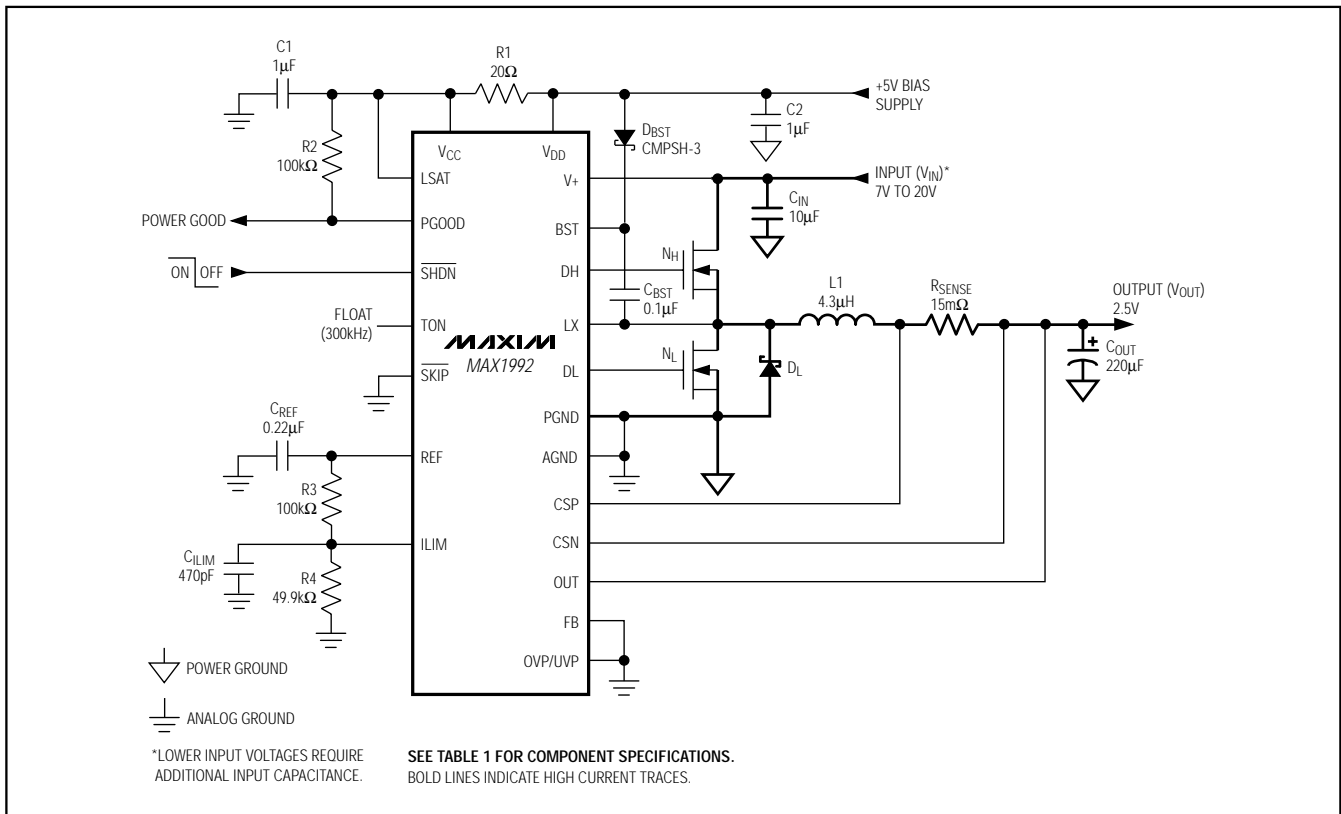 C1
1μF
R1
20Ω
+5V BIAS
SUPPLY
C2
1μF
DBST
CMPSH-3
R2
100kΩ
VCC
VDD
LSAT
V+
INPUT (VIN)*
7V TO 20V
CIN
10μF
POWER GOOD
PGOOD
BST
NH
ON OFF
SHDN
DH
CBST
0.1μF
L1
4.3μH
RSENSE
15mΩ
OUTPUT (VOUT)
2.5V
FLOAT
(300kHz)
TON
LX
MAXIM
MAX1992
NL
DL
DL
+
COUT
220μF
SKIP
PGND
CREF
0.22μF
REF
AGND
R3
100kΩ
CSP
CSN
ILIM
CILIM
470pF
R4
49.9kΩ
OUT
FB
OVP/UVP
POWER GROUND
ANALOG GROUND
*LOWER INPUT VOLTAGES REQUIRE
ADDITIONAL INPUT CAPACITANCE.
SEE TABLE 1 FOR COMPONENT SPECIFICATIONS.
BOLD LINES INDICATE HIGH CURRENT TRACES.